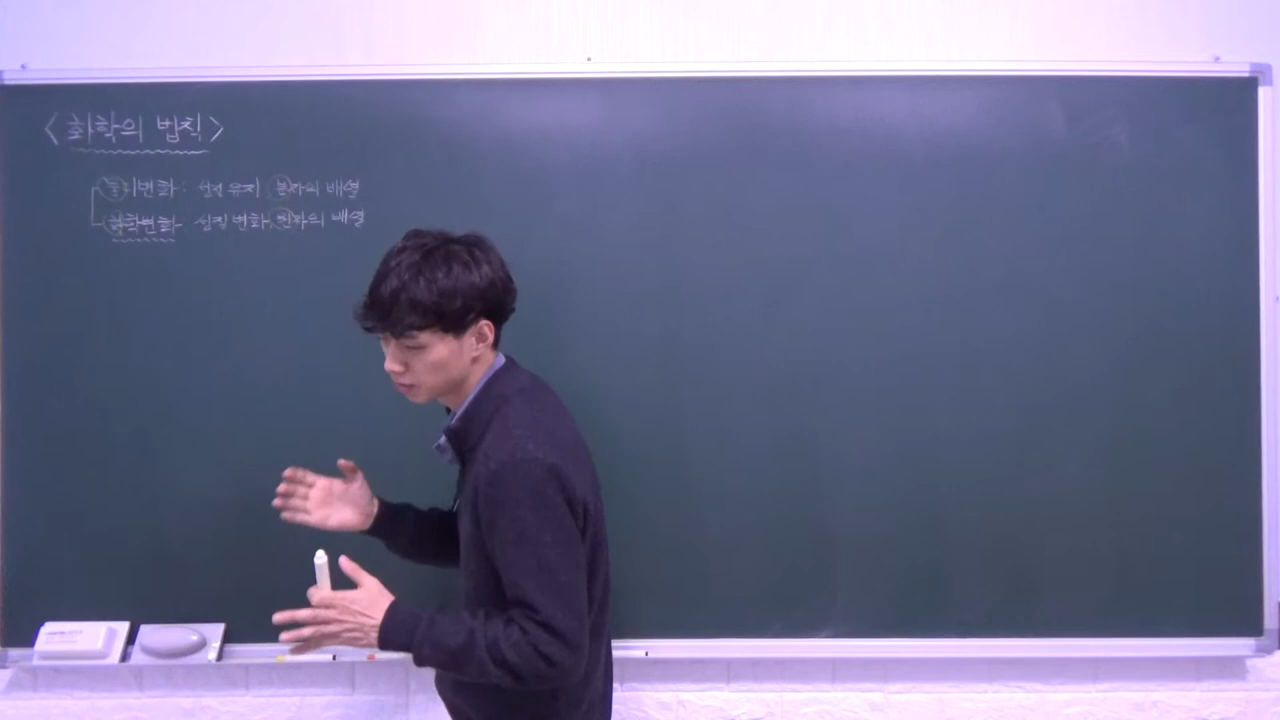 <화학의 법칙>
물리변화 : 성질 유지 분자의 배열
화학변화 성질 변화, 원자의 배열